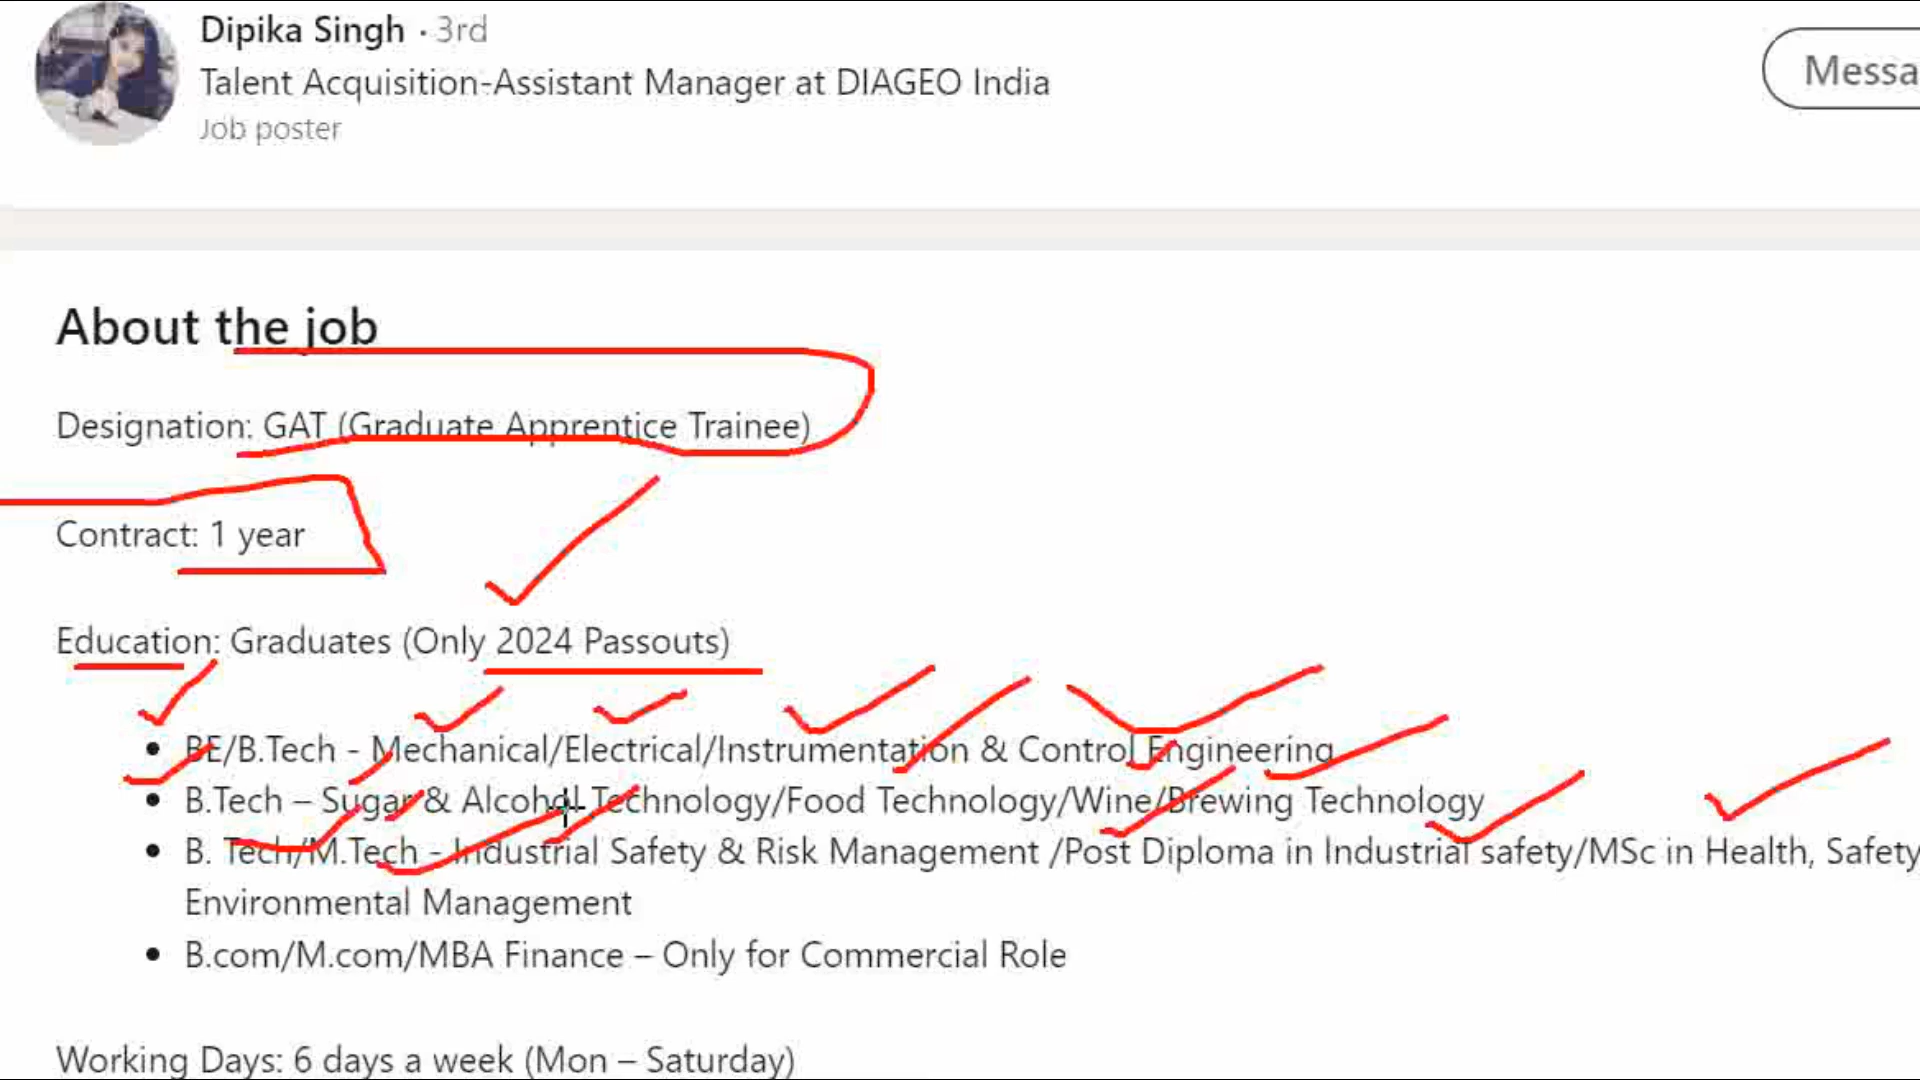 Dipika Singh · 3rd
Talent Acquisition-Assistant Manager at DIAGEO India
Job poster
Messa
About the job
Designation: GAT (Graduate Apprentice Trainee)
Contract: 1 year
Education: Graduates (Only 2024 Passouts)
• BE/B.Tech - Mechanical/Electrical/Instrumentation & Control Engineering
• B.Tech – Sugar & Alcohol Technology/Food Technology/Wine/Brewing Technology
• B. Tech/M.Tech - Industrial Safety & Risk Management /Post Diploma in Industrial safety/MSc in Health, Safety
Environmental Management
• B.com/M.com/MBA Finance – Only for Commercial Role
Working Days: 6 days a week (Mon – Saturday)